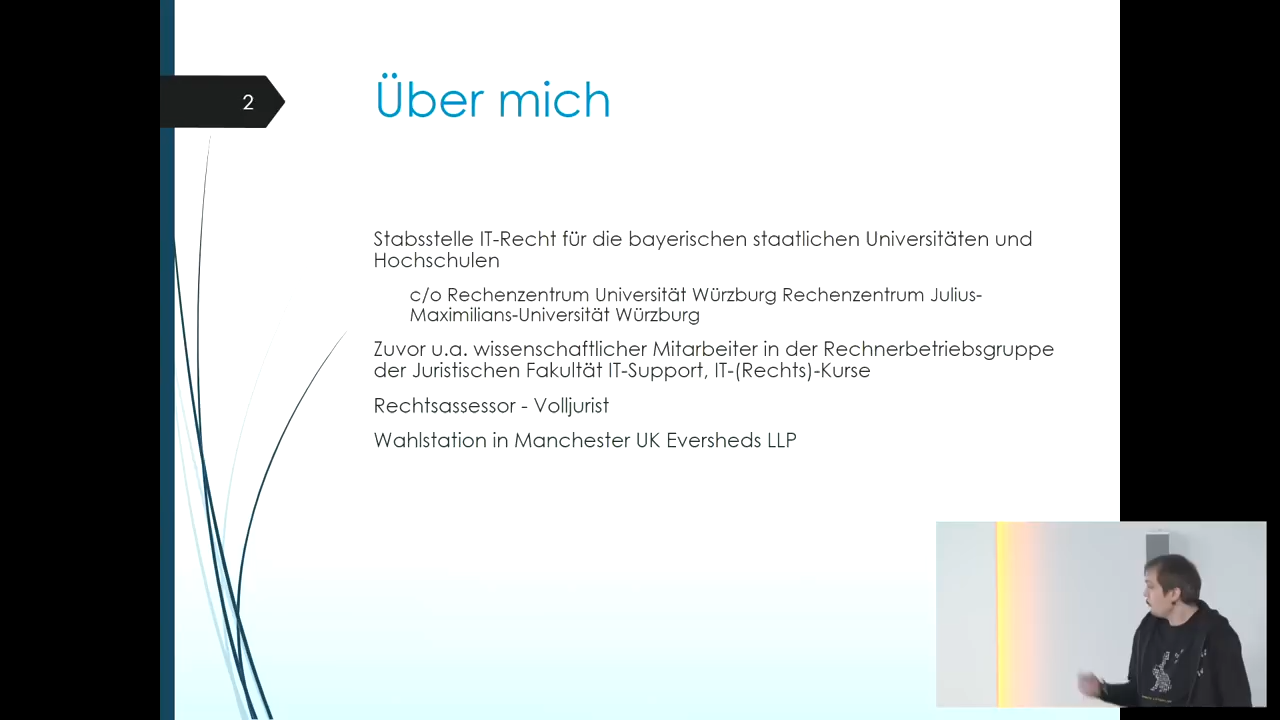 2
Über mich
Stabsstelle IT-Recht für die bayerischen staatlichen Universitäten und
Hochschulen
c/o Rechenzentrum Universität Würzburg Rechenzentrum Julius-
Maximilians-Universität Würzburg
Zuvor u.a. wissenschaftlicher Mitarbeiter in der Rechnerbetriebsgruppe
der Juristischen Fakultät IT-Support, IT-(Rechts)-Kurse
Rechtsassessor - Volljurist
Wahlstation in Manchester UK Eversheds LLP